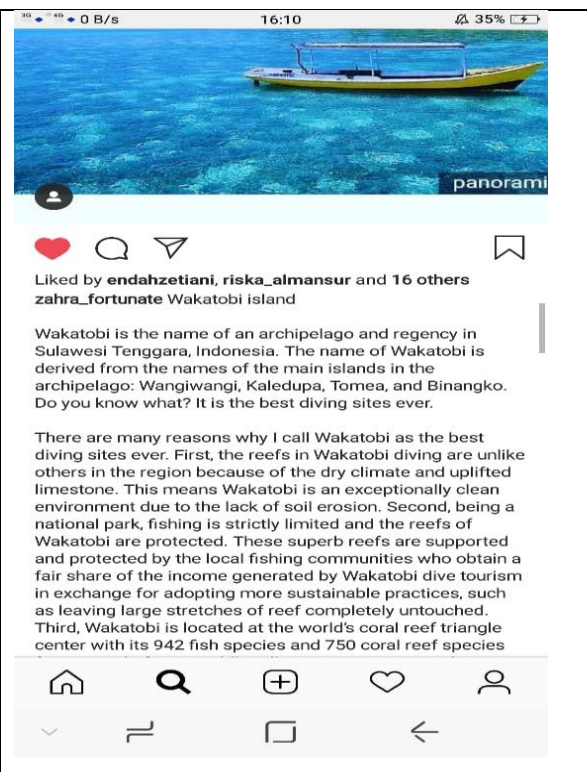 3G 4G 0 B/s 16:10 35%
panorami
Liked by endahzetiani, riska_almansur and 16 others
zahra_fortunate Wakatobi island
Wakatobi is the name of an archipelago and regency in
Sulawesi Tenggara, Indonesia. The name of Wakatobi is
derived from the names of the main islands in the
archipelago: Wangiwangi, Kaledupa, Tomea, and Binangko.
Do you know what? It is the best diving sites ever.
There are many reasons why I call Wakatobi as the best
diving sites ever. First, the reefs in Wakatobi diving are unlike
others in the region because of the dry climate and uplifted
limestone. This means Wakatobi is an exceptionally clean
environment due to the lack of soil erosion. Second, being a
national park, fishing is strictly limited and the reefs of
Wakatobi are protected. These superb reefs are supported
and protected by the local fishing communities who obtain a
fair share of the income generated by Wakatobi dive tourism
in exchange for adopting more sustainable practices, such
as leaving large stretches of reef completely untouched.
Third, Wakatobi is located at the world's coral reef triangle
center with its 942 fish species and 750 coral reef species